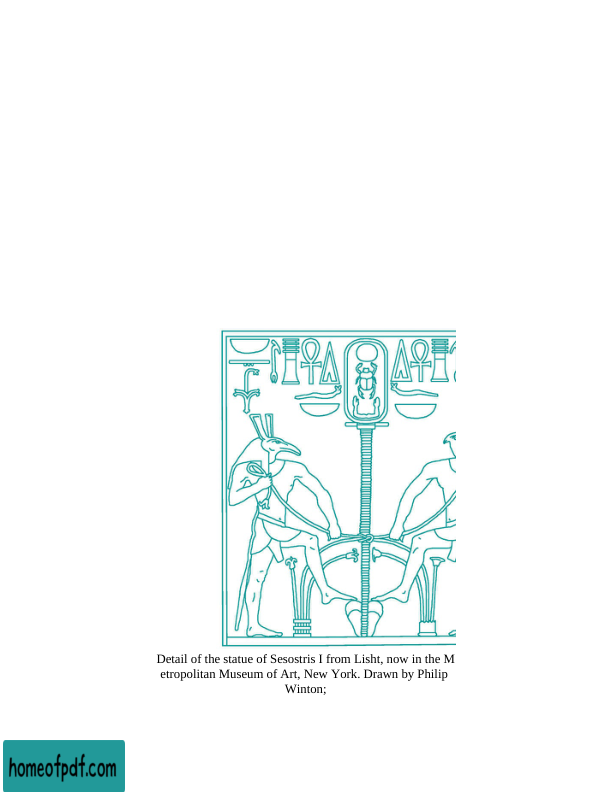 Detail of the statue of Sesostris I from Lisht, now in the M
etropolitan Museum of Art, New York. Drawn by Philip
Winton;
homeofpdf.com